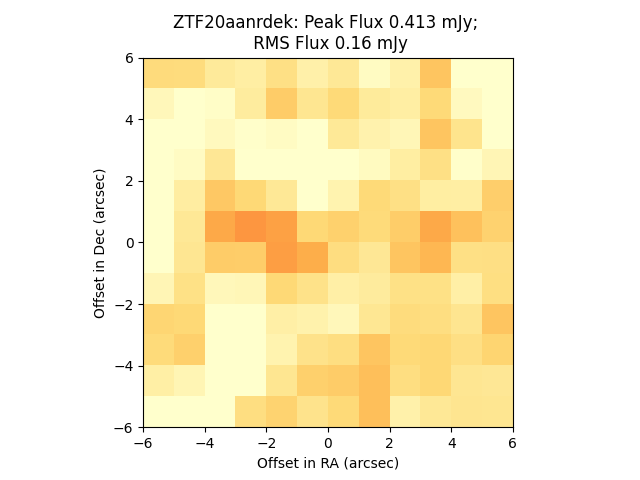 ZTF20aanrdek: Peak Flux 0.413 mJy;
RMS Flux 0.16 mJy
6
4
2
0
−2
−4
−6
Offset in Dec (arcsec)
−6 −4 −2 0 2 4 6
Offset in RA (arcsec)